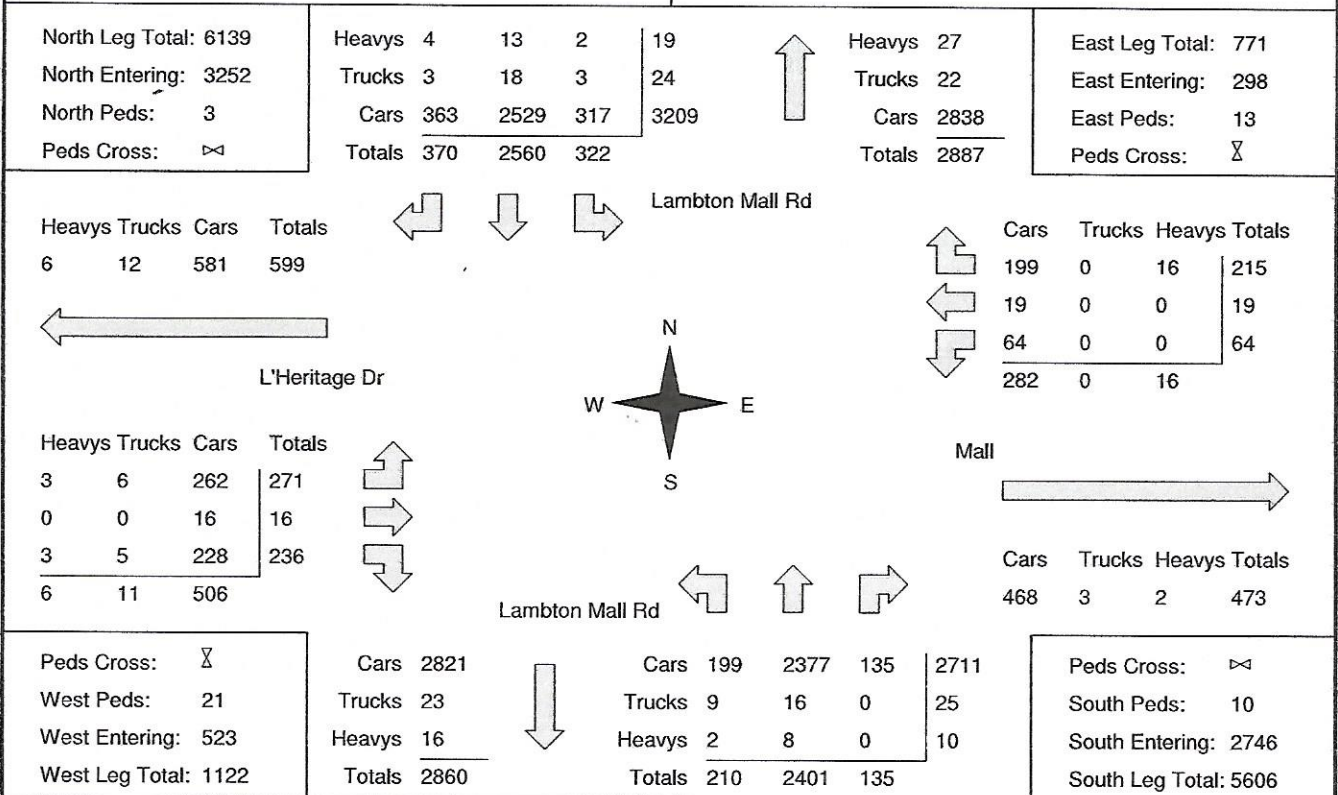 North Leg Total: 6139
North Entering: 3252
North Peds: 3
Peds Cross: ⋈
Heavys 4 13 2 19
Trucks 3 18 3 24
Cars 363 2529 317 3209
Totals 370 2560 322
Heavys 27
Trucks 22
Cars 2838
Totals 2887
East Leg Total: 771
East Entering: 298
East Peds: 13
Peds Cross: ⧖
Lambton Mall Rd
Heavys Trucks Cars Totals
6 12 581 599
Cars Trucks Heavys Totals
199 0 16 215
19 0 0 19
64 0 0 64
282 0 16
L'Heritage Dr
N
W E
S
Heavys Trucks Cars Totals
3 6 262 271
0 0 16 16
3 5 228 236
6 11 506
Mall
Cars Trucks Heavys Totals
468 3 2 473
Lambton Mall Rd
Peds Cross: ⧖
West Peds: 21
West Entering: 523
West Leg Total: 1122
Cars 2821
Trucks 23
Heavys 16
Totals 2860
Cars 199 2377 135 2711
Trucks 9 16 0 25
Heavys 2 8 0 10
Totals 210 2401 135
Peds Cross: ⋈
South Peds: 10
South Entering: 2746
South Leg Total: 5606